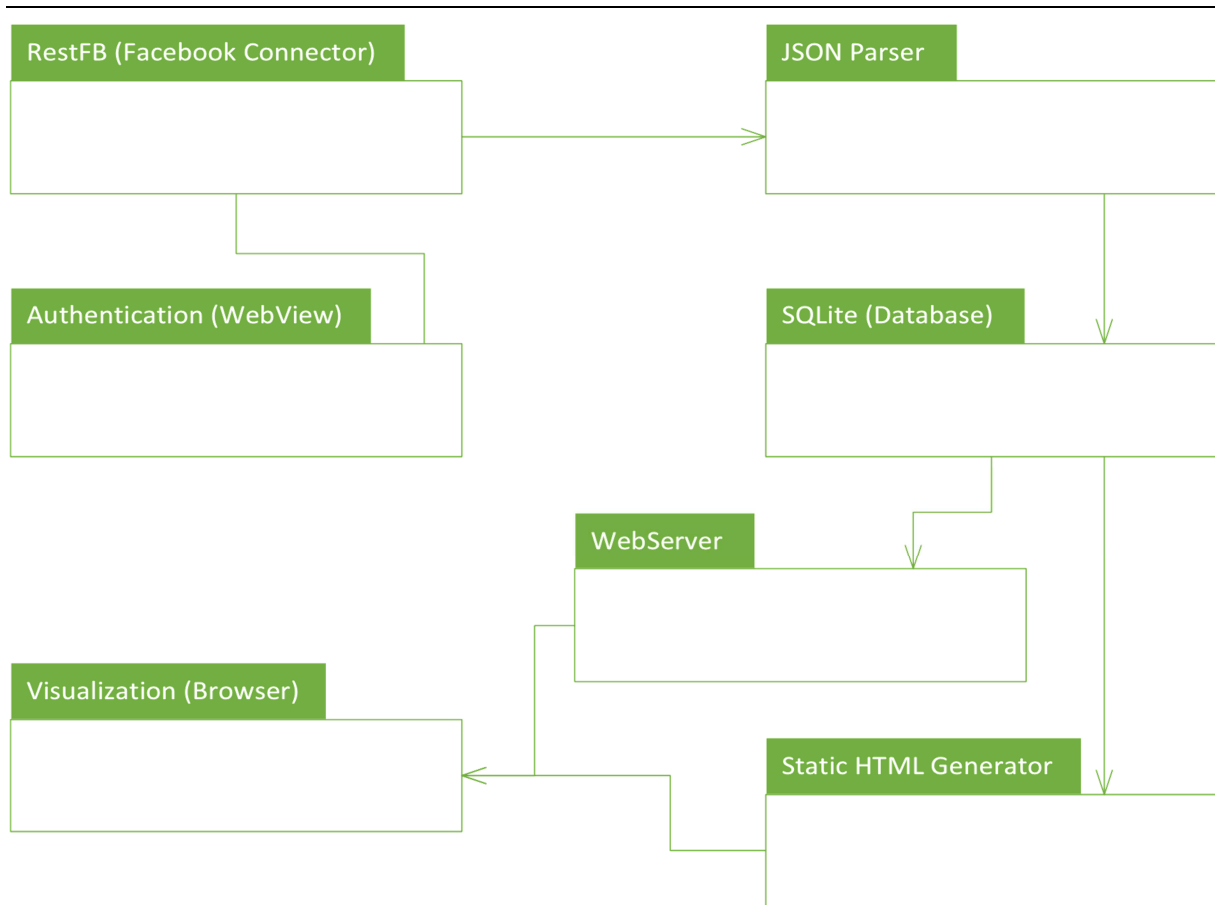 RestFB (Facebook Connector)
JSON Parser
Authentication (WebView)
SQLite (Database)
WebServer
Visualization (Browser)
Static HTML Generator